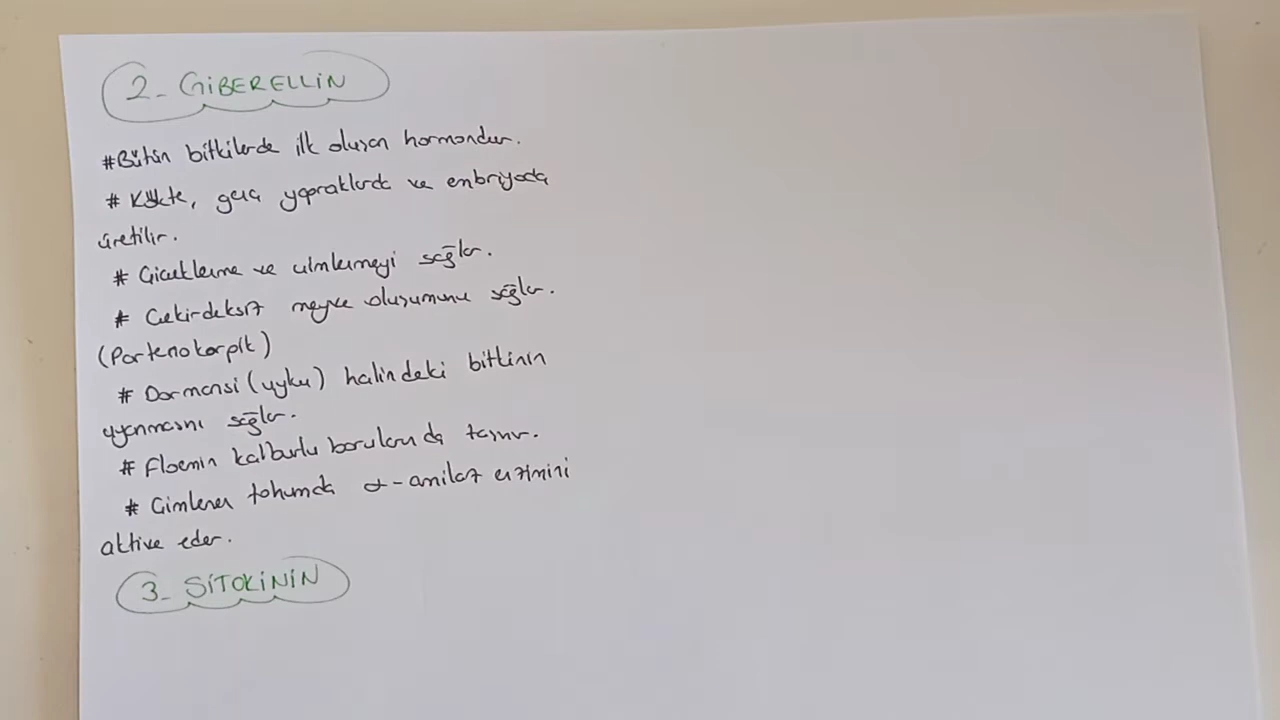 2- GİBERELLİN
#Bütün bitkilerde ilk oluşan hormondur.
# Kökte, genç yapraklarda ve embriyoda
üretilir.
# Çiçeklenme ve çimlenmeyi sağlar.
# Çekirdeksiz meyve oluşumunu sağlar.
(Partenokarpik)
# Dormansi (uyku) halindeki bitkinin
uyanmasını sağlar.
# Floemin kalburlu borularında taşınır.
# Çimlenen tohumda α-amilaz enzimini
aktive eder.
3- SİTOKİNİN